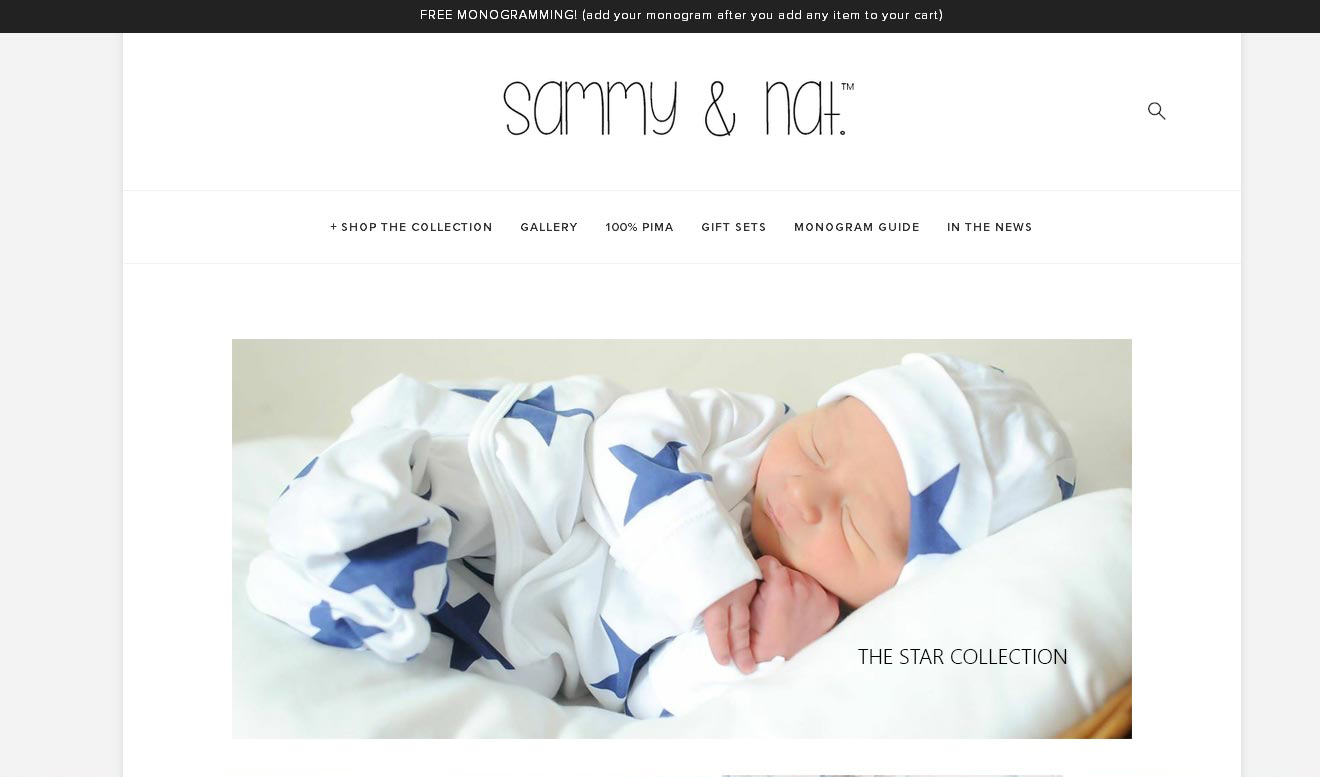 FREE MONOGRAMMING! (add your monogram after you add any item to your cart)
sammy & nat.™
+ SHOP THE COLLECTION GALLERY 100% PIMA GIFT SETS MONOGRAM GUIDE IN THE NEWS
THE STAR COLLECTION